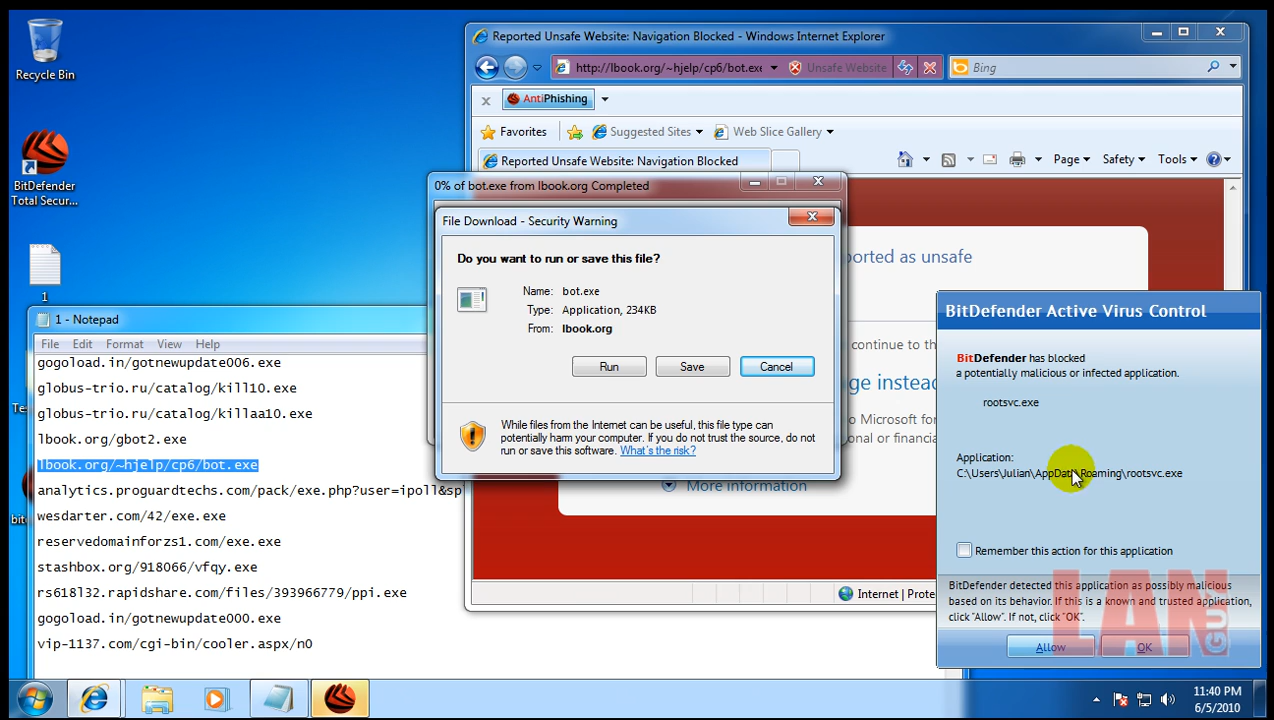 Recycle Bin
BitDefender
Total Secur...
1
Reported Unsafe Website: Navigation Blocked - Windows Internet Explorer
http://lbook.org/~hjelp/cp6/bot.exe
Unsafe Website
Bing
x
AntiPhishing
Favorites
Suggested Sites
Web Slice Gallery
Reported Unsafe Website: Navigation Blocked
Page
Safety
Tools
ported as unsafe
continue to th
ge instead
o Microsoft for
onal or financia
More information
Internet | Prote
0% of bot.exe from lbook.org Completed
File Download - Security Warning
Do you want to run or save this file?
Name: bot.exe
Type: Application, 234KB
From: lbook.org
Run
Save
Cancel
While files from the Internet can be useful, this file type can
potentially harm your computer. If you do not trust the source, do not
run or save this software. What's the risk?
1 - Notepad
File Edit Format View Help
gogoload.in/gotnewupdate006.exe
globus-trio.ru/catalog/kill10.exe
globus-trio.ru/catalog/killaa10.exe
lbook.org/gbot2.exe
lbook.org/~hjelp/cp6/bot.exe
analytics.proguardtechs.com/pack/exe.php?user=ipoll&sp
wesdarter.com/42/exe.exe
reservedomainforzs1.com/exe.exe
stashbox.org/918066/vfqy.exe
rs618l32.rapidshare.com/files/393966779/ppi.exe
gogoload.in/gotnewupdate000.exe
vip-1137.com/cgi-bin/cooler.aspx/n0
BitDefender Active Virus Control
BitDefender has blocked
a potentially malicious or infected application.
rootsvc.exe
Application:
C:\Users\Julian\AppData\Roaming\rootsvc.exe
Remember this action for this application
BitDefender detected this application as possibly malicious
based on its behavior. If this is a known and trusted application,
click "Allow". If not, click "OK".
Allow
OK
LAN
GUY
11:40 PM
6/5/2010